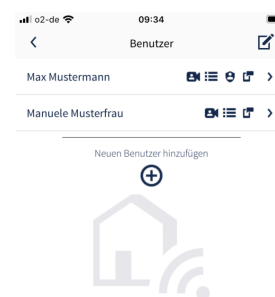 o2-de 09:34
Benutzer
Max Mustermann
Manuele Musterfrau
Neuen Benutzer hinzufügen